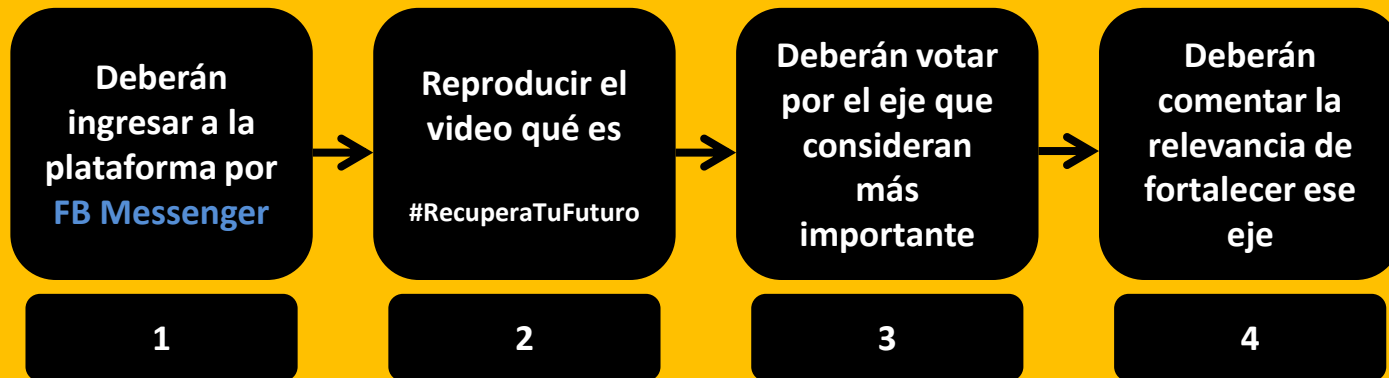 Deberán
ingresar a la
plataforma por
FB Messenger
Reproducir el
video qué es
#RecuperaTuFuturo
Deberán votar
por el eje que
consideran
más
importante
Deberán
comentar la
relevancia de
fortalecer ese
eje
1
2
3
4